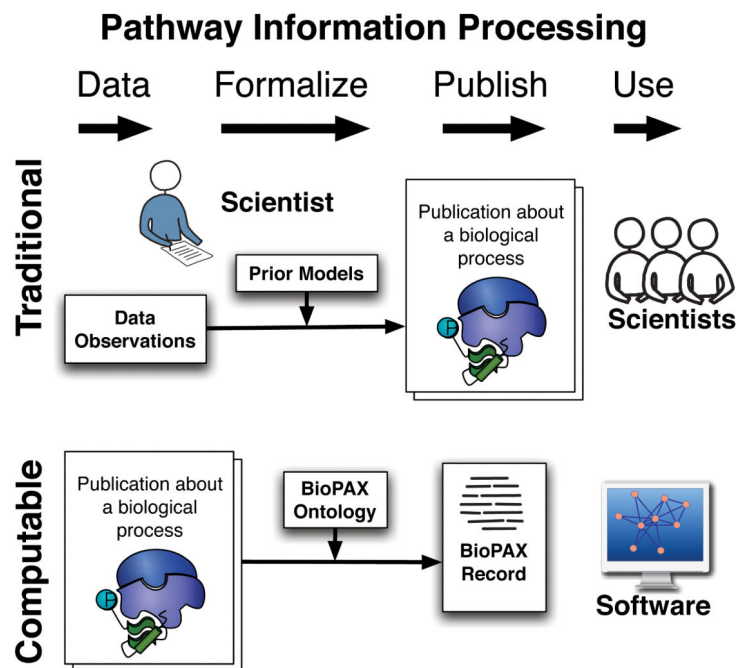 Pathway Information Processing
Data Formalize Publish Use
Traditional
Scientist
Prior Models
Data
Observations
Publication about
a biological
process
P
Scientists
Computable
Publication about
a biological
process
P
BioPAX
Ontology
BioPAX
Record
Software